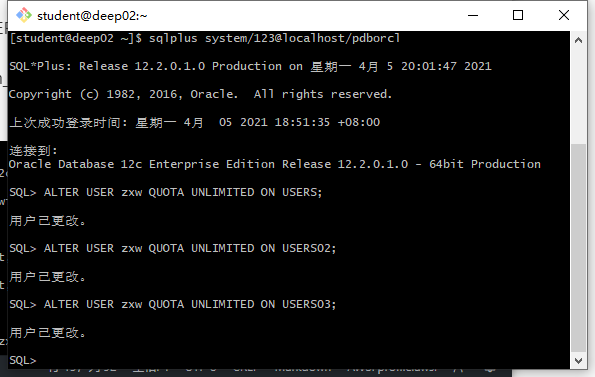 student@deep02:~
[student@deep02 ~]$ sqlplus system/123@localhost/pdborcl
SQL*Plus: Release 12.2.0.1.0 Production on 星期一 4月 5 20:01:47 2021
Copyright (c) 1982, 2016, Oracle.  All rights reserved.
上次成功登录时间: 星期一 4月  05 2021 18:51:35 +08:00
连接到:
Oracle Database 12c Enterprise Edition Release 12.2.0.1.0 - 64bit Production
SQL> ALTER USER zxw QUOTA UNLIMITED ON USERS;
用户已更改。
SQL> ALTER USER zxw QUOTA UNLIMITED ON USERS02;
用户已更改。
SQL> ALTER USER zxw QUOTA UNLIMITED ON USERS03;
用户已更改。
SQL>